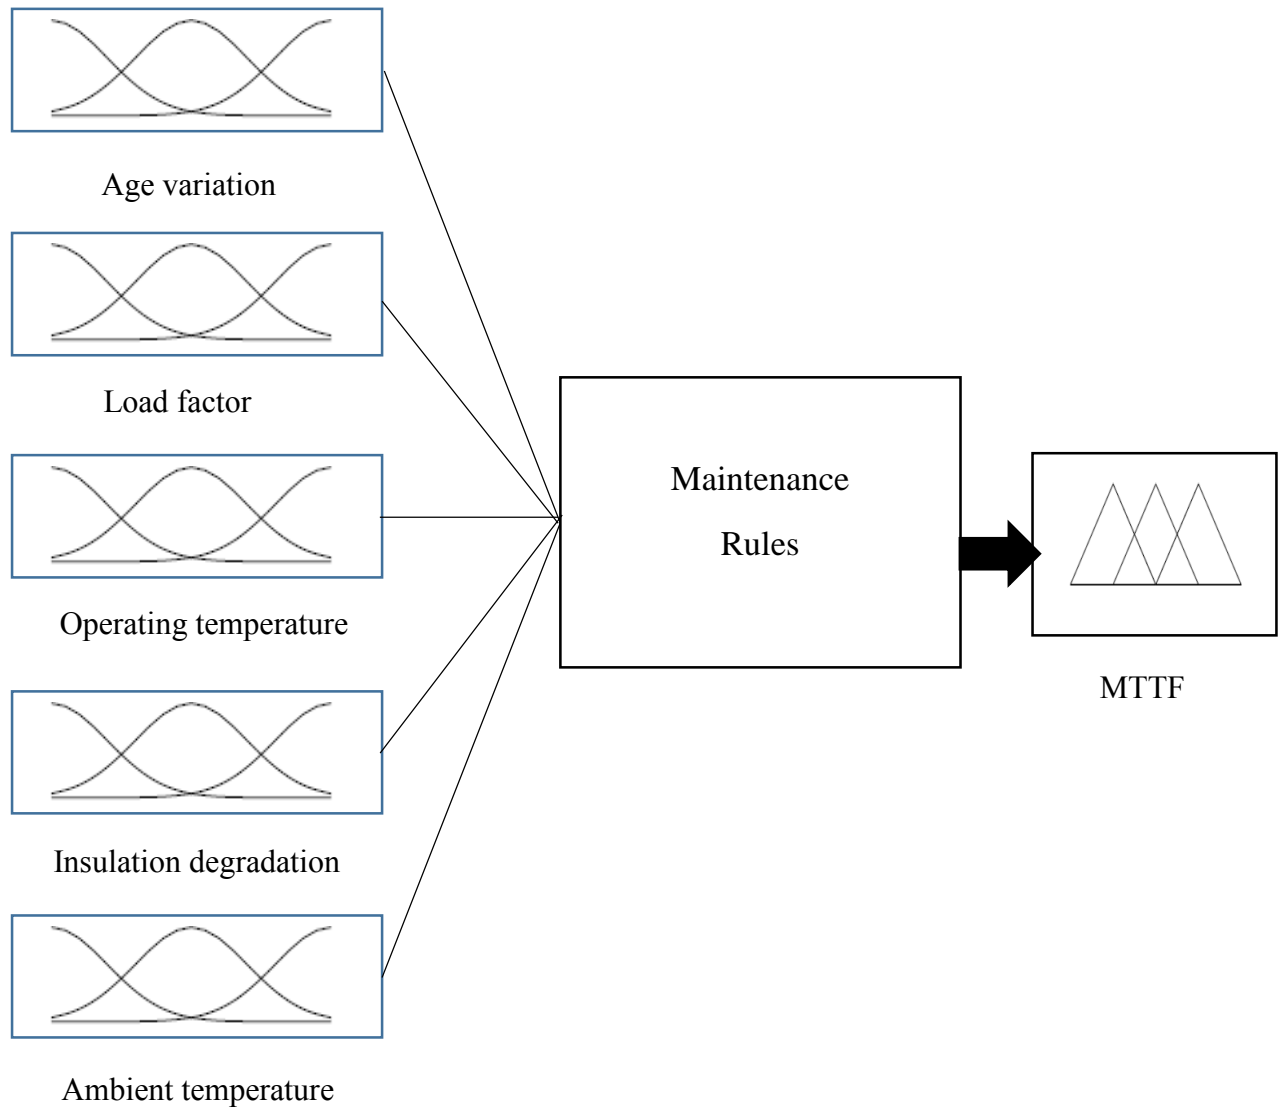 Age variation
Load factor
Operating temperature
Insulation degradation
Ambient temperature
Maintenance
Rules
MTTF